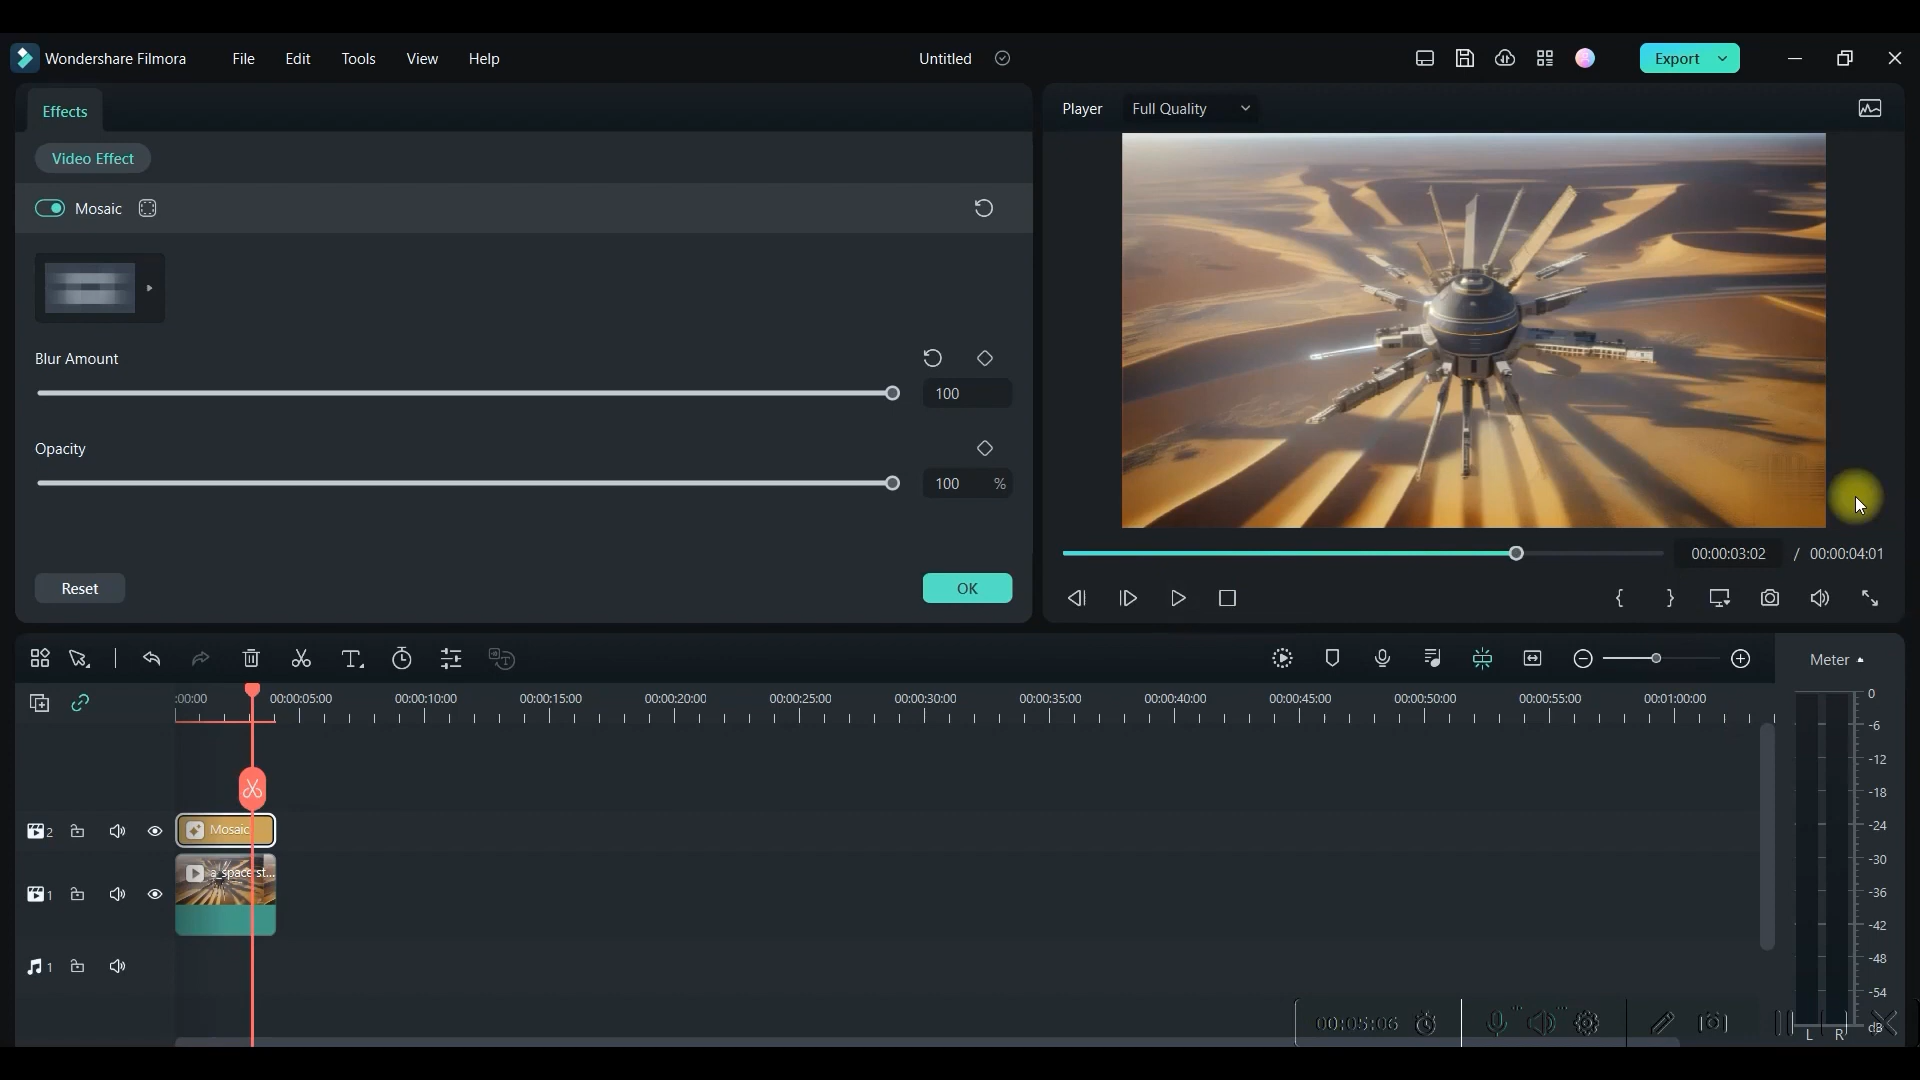 Wondershare Filmora File Edit Tools View Help Untitled Export
Effects
Player Full Quality
Video Effect
Mosaic
Blur Amount
100
Opacity
100 %
Reset OK
00:00:03:02 / 00:00:04:01
Meter
:00:00 00:00:05:00 00:00:10:00 00:00:15:00 00:00:20:00 00:00:25:00 00:00:30:00 00:00:35:00 00:00:40:00 00:00:45:00 00:00:50:00 00:00:55:00 00:01:00:00
0
-6
-12
-18
-24
-30
-36
-42
-48
-54
dB
L R
2 Mosaic
1 a_space st...
1
00:05:06